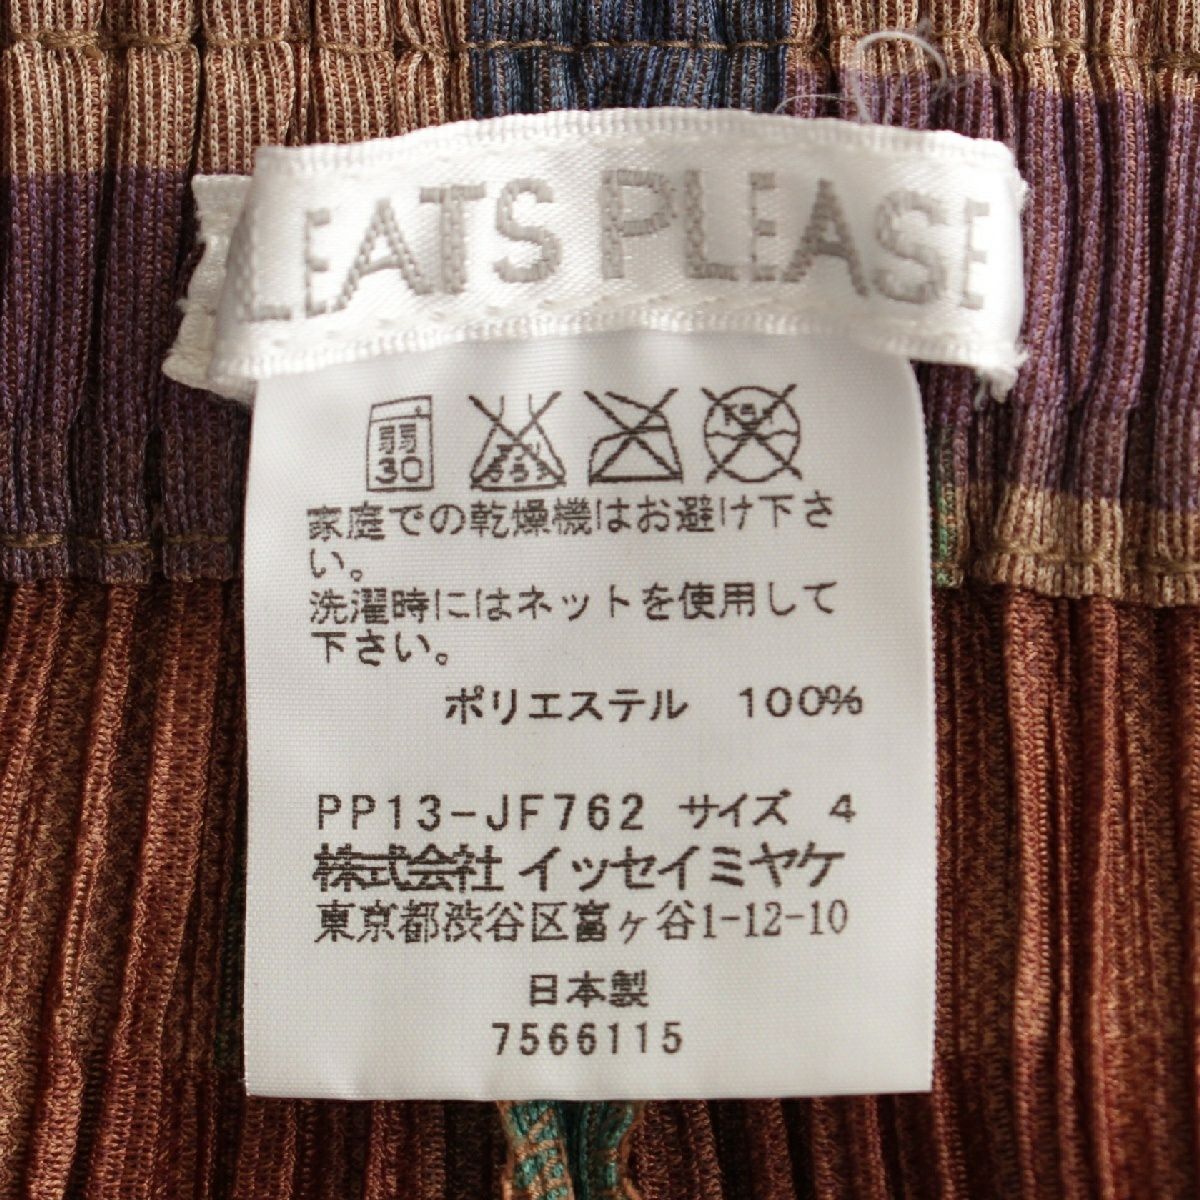 LEATS PLEASE
弱
30
家庭での乾燥機はお避け下さ
い。
洗濯時にはネットを使用して
下さい。
ポリエステル 100%
PP13-JF762 サイズ 4
株式会社 イッセイミヤケ
東京都渋谷区富ヶ谷1-12-10
日本製
7566115